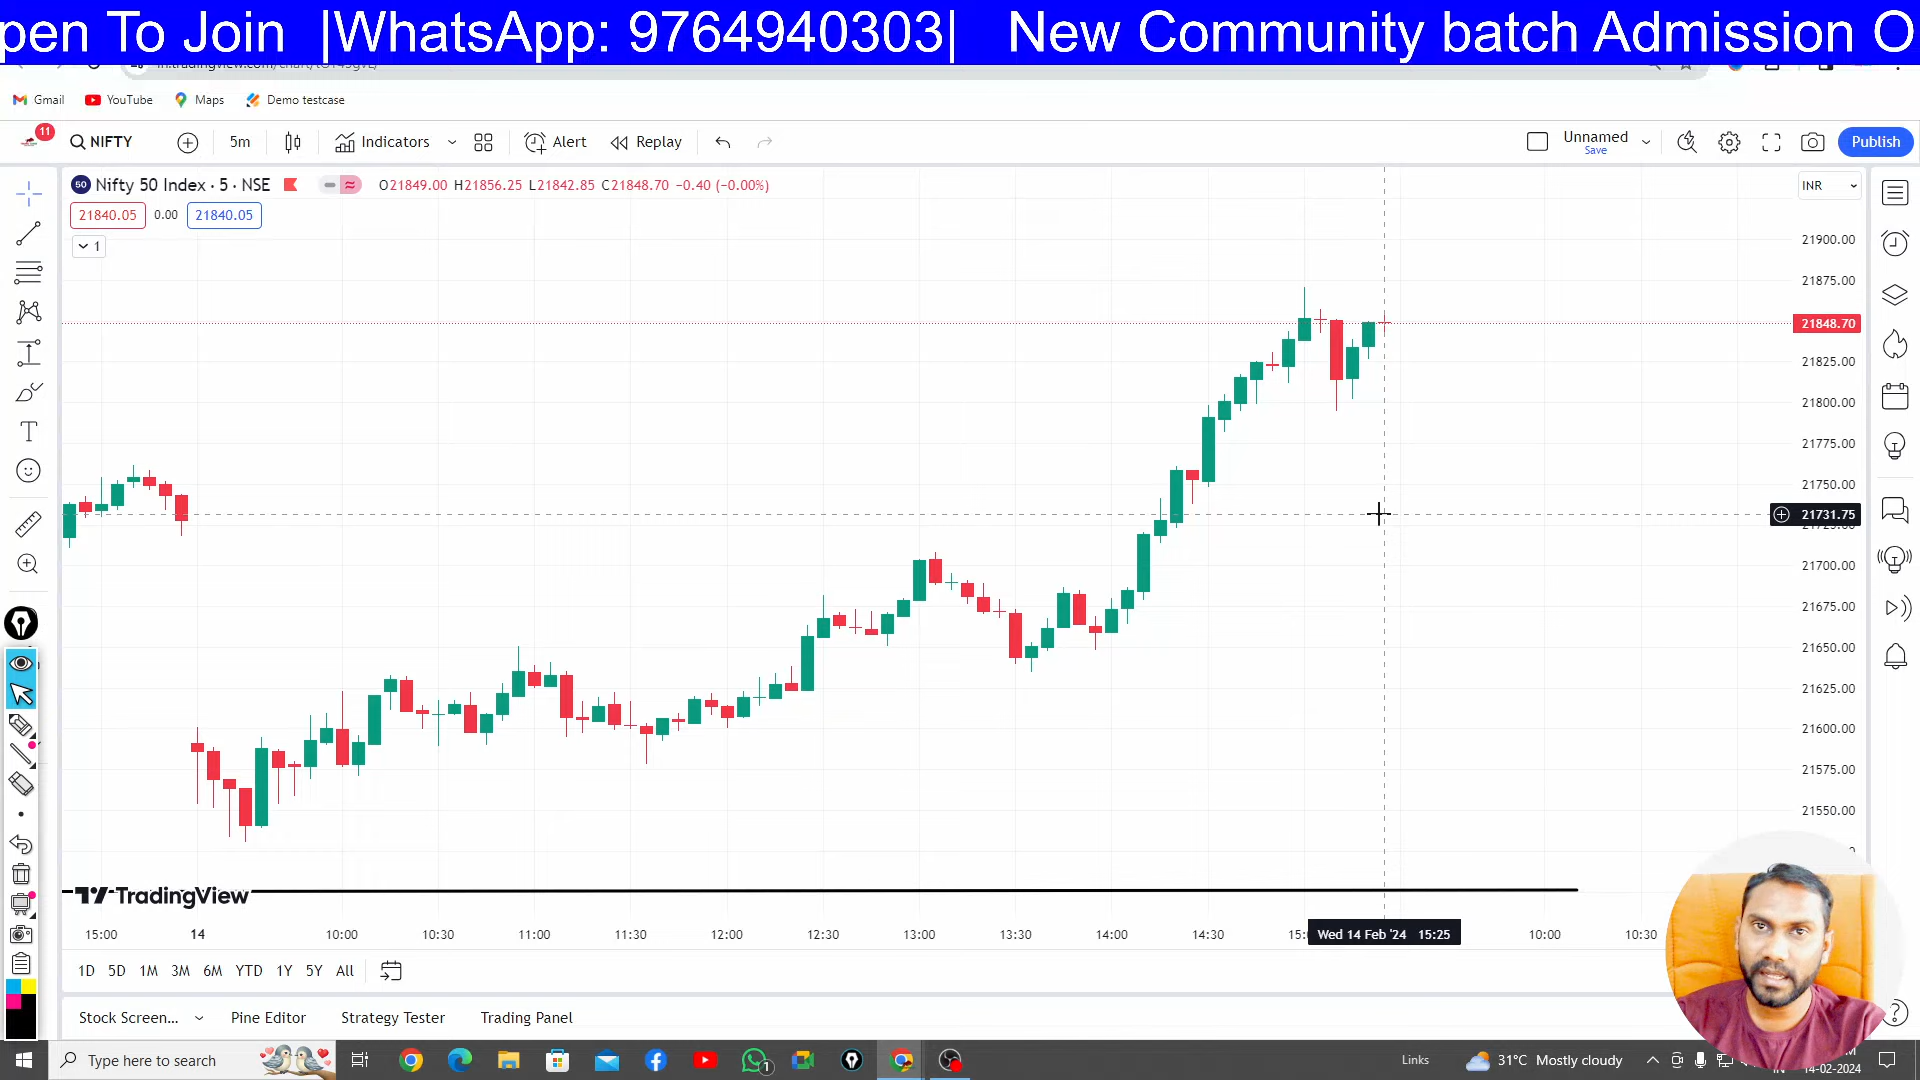 pen To Join |WhatsApp: 9764940303| New Community batch Admission O
Gmail YouTube Maps Demo testcase
11 NIFTY 5m Indicators Alert Replay Unnamed Save Publish
50 Nifty 50 Index · 5 · NSE O21849.00 H21856.25 L21842.85 C21848.70 −0.40 (−0.00%) INR
21840.05 0.00 21840.05
1
21900.00
21875.00
21848.70
21825.00
21800.00
21775.00
21750.00
21731.75
21700.00
21675.00
21650.00
21625.00
21600.00
21575.00
21550.00
TradingView
15:00 14 10:00 10:30 11:00 11:30 12:00 12:30 13:00 13:30 14:00 14:30 Wed 14 Feb '24 15:25 10:00 10:30
1D 5D 1M 3M 6M YTD 1Y 5Y All
Stock Screen... Pine Editor Strategy Tester Trading Panel
Type here to search 1 Links 31°C Mostly cloudy
14-02-2024